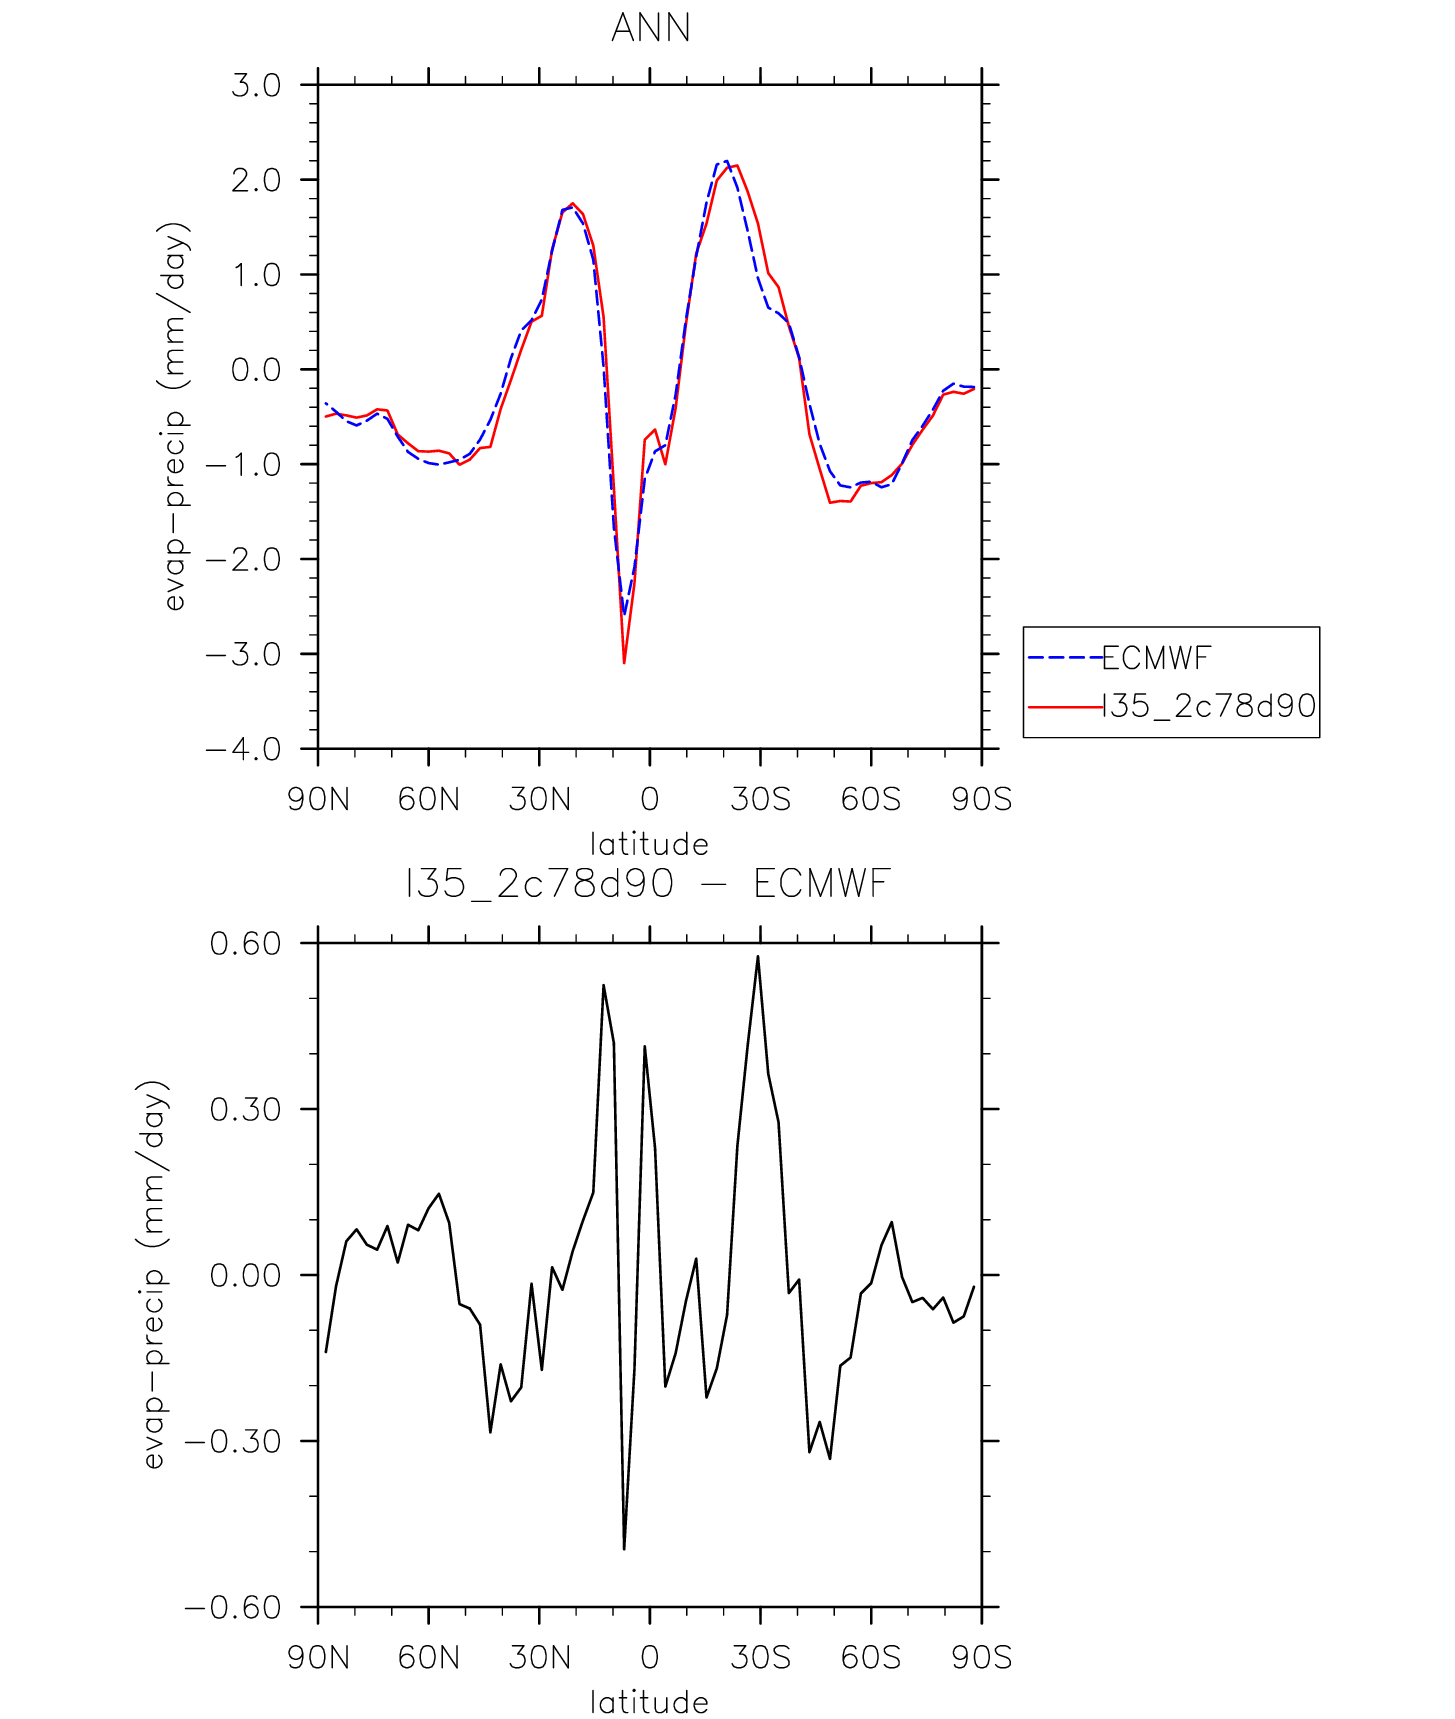 ANN
3.0
2.0
1.0
0.0
−1.0
−2.0
−3.0
−4.0
evap−precip (mm/day)
90N 60N 30N 0 30S 60S 90S
latitude
ECMWF
I35_2c78d90
I35_2c78d90 − ECMWF
0.60
0.30
0.00
−0.30
−0.60
evap−precip (mm/day)
90N 60N 30N 0 30S 60S 90S
latitude